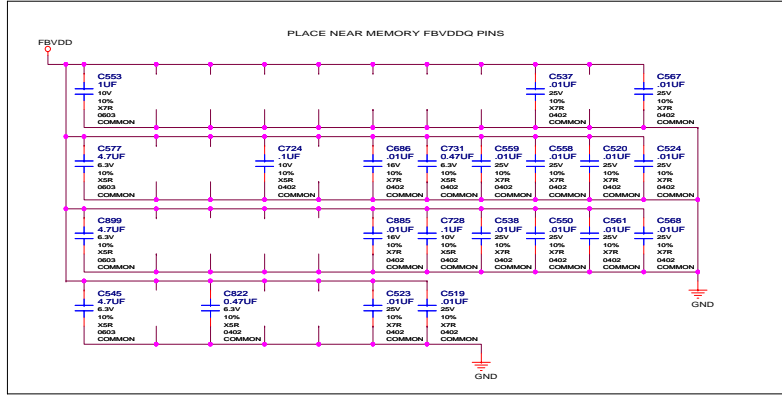 PLACE NEAR MEMORY FBVDDQ PINS
FBVDD
C553
1UF
10V
10%
X7R
0603
COMMON
C537
.01UF
25V
10%
X7R
0402
COMMON
C567
.01UF
25V
10%
X7R
0402
COMMON
C577
4.7UF
6.3V
10%
X5R
0603
COMMON
C724
.1UF
10V
10%
X5R
0402
COMMON
C686
.01UF
16V
10%
X7R
0402
COMMON
C731
0.47UF
6.3V
10%
X5R
0402
COMMON
C559
.01UF
25V
10%
X7R
0402
COMMON
C558
.01UF
25V
10%
X7R
0402
COMMON
C520
.01UF
25V
10%
X7R
0402
COMMON
C524
.01UF
25V
10%
X7R
0402
COMMON
C899
4.7UF
6.3V
10%
X5R
0603
COMMON
C885
.01UF
16V
10%
X7R
0402
COMMON
C728
.1UF
10V
10%
X5R
0402
COMMON
C538
.01UF
25V
10%
X7R
0402
COMMON
C550
.01UF
25V
10%
X7R
0402
COMMON
C561
.01UF
25V
10%
X7R
0402
COMMON
C568
.01UF
25V
10%
X7R
0402
COMMON
C545
4.7UF
6.3V
10%
X5R
0603
COMMON
C822
0.47UF
6.3V
10%
X5R
0402
COMMON
C523
.01UF
25V
10%
X7R
0402
COMMON
C519
.01UF
25V
10%
X7R
0402
COMMON
GND
GND